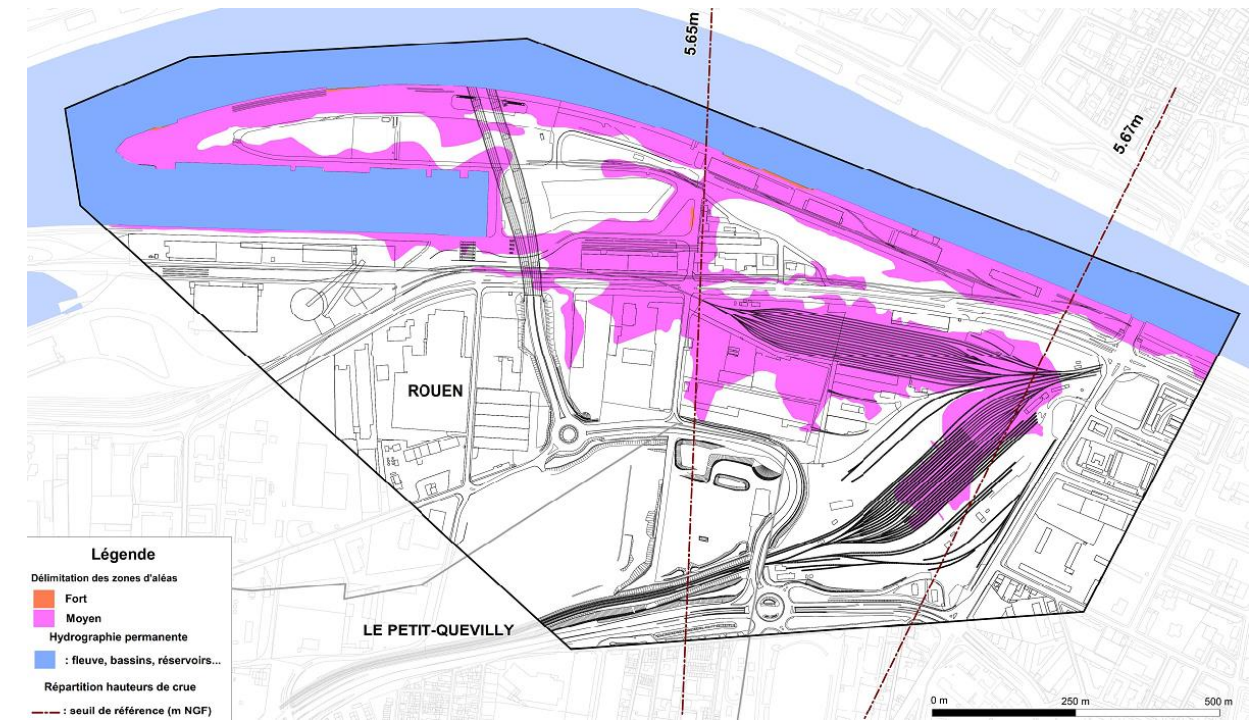 5.65m
5.67m
ROUEN
LE PETIT-QUEVILLY
Légende
Délimitation des zones d'aléas
Fort
Moyen
Hydrographie permanente
: fleuve, bassins, réservoirs...
Répartition hauteurs de crue
: seuil de référence (m NGF)
0 m 250 m 500 m